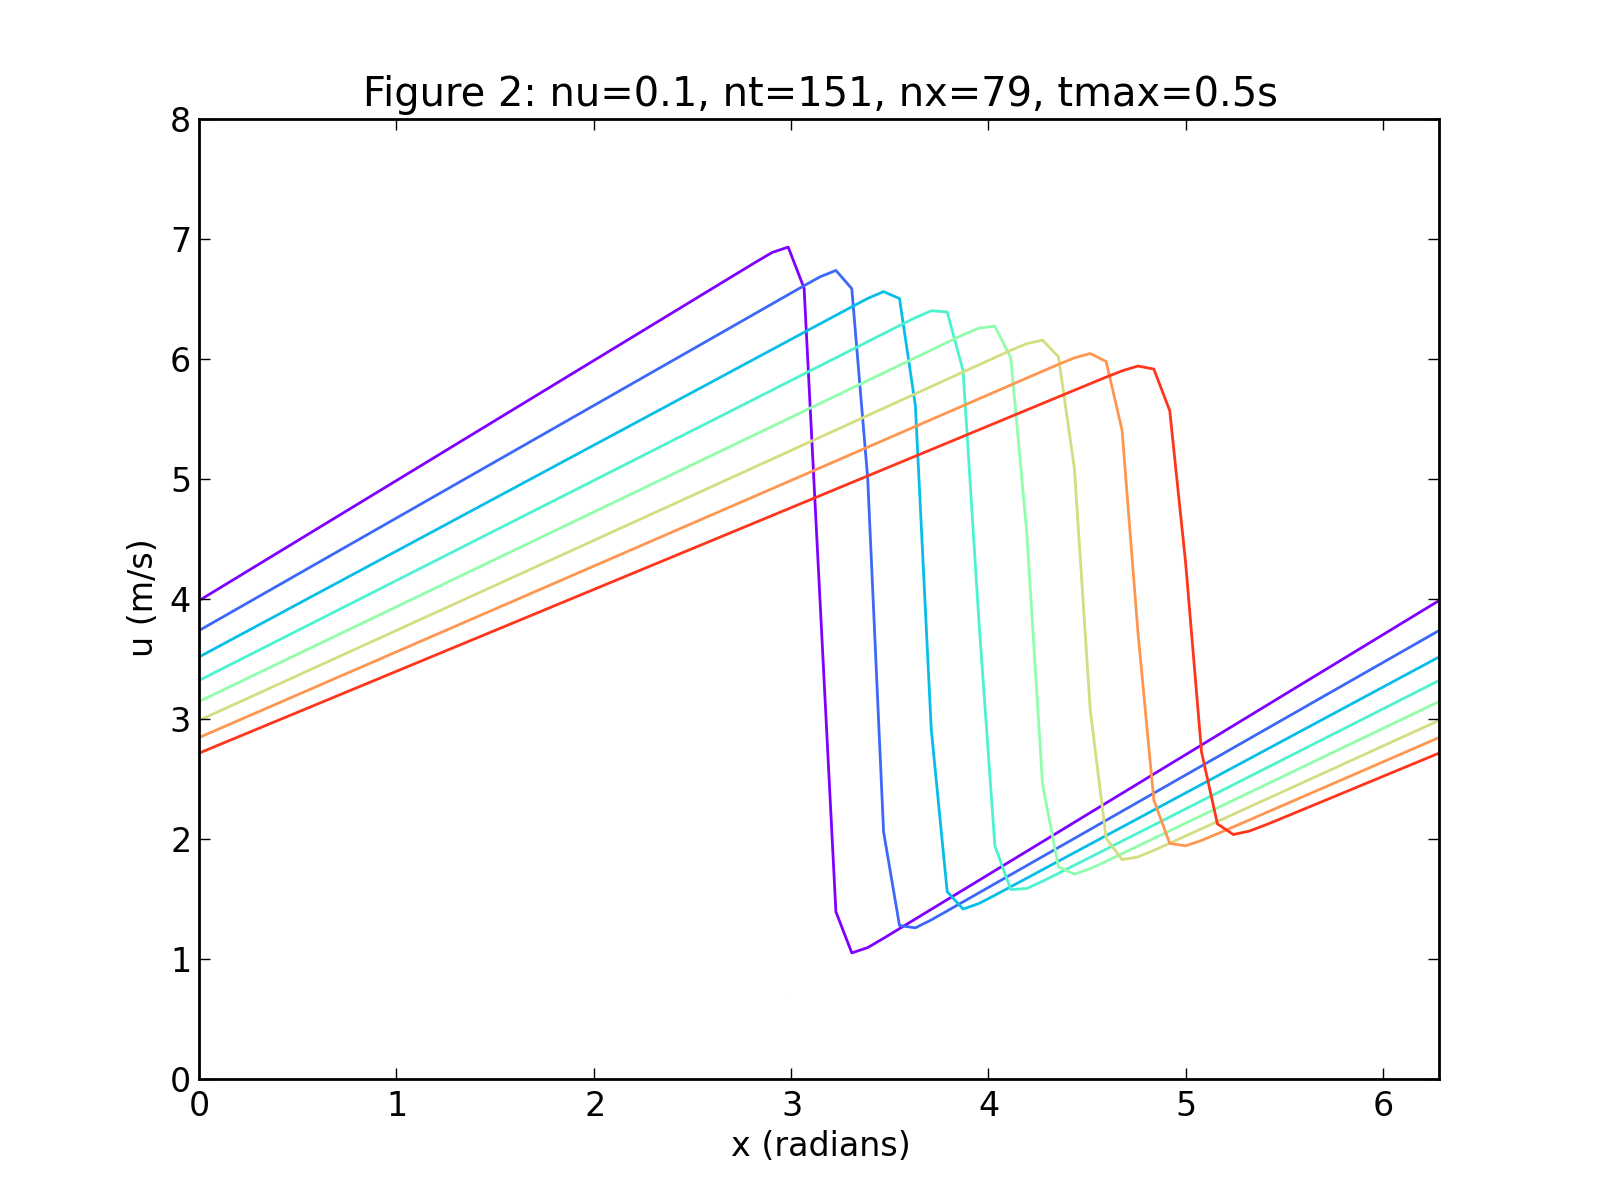 Figure 2: nu=0.1, nt=151, nx=79, tmax=0.5s
8
7
6
5
4
3
2
1
0
u (m/s)
0 1 2 3 4 5 6
x (radians)